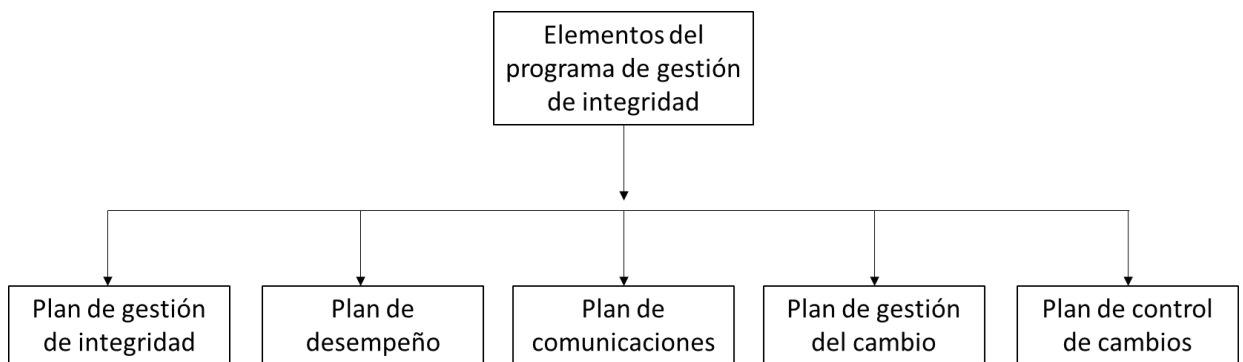 Elementos del
programa de gestión
de integridad
Plan de gestión
de integridad
Plan de
desempeño
Plan de
comunicaciones
Plan de gestión
del cambio
Plan de control
de cambios